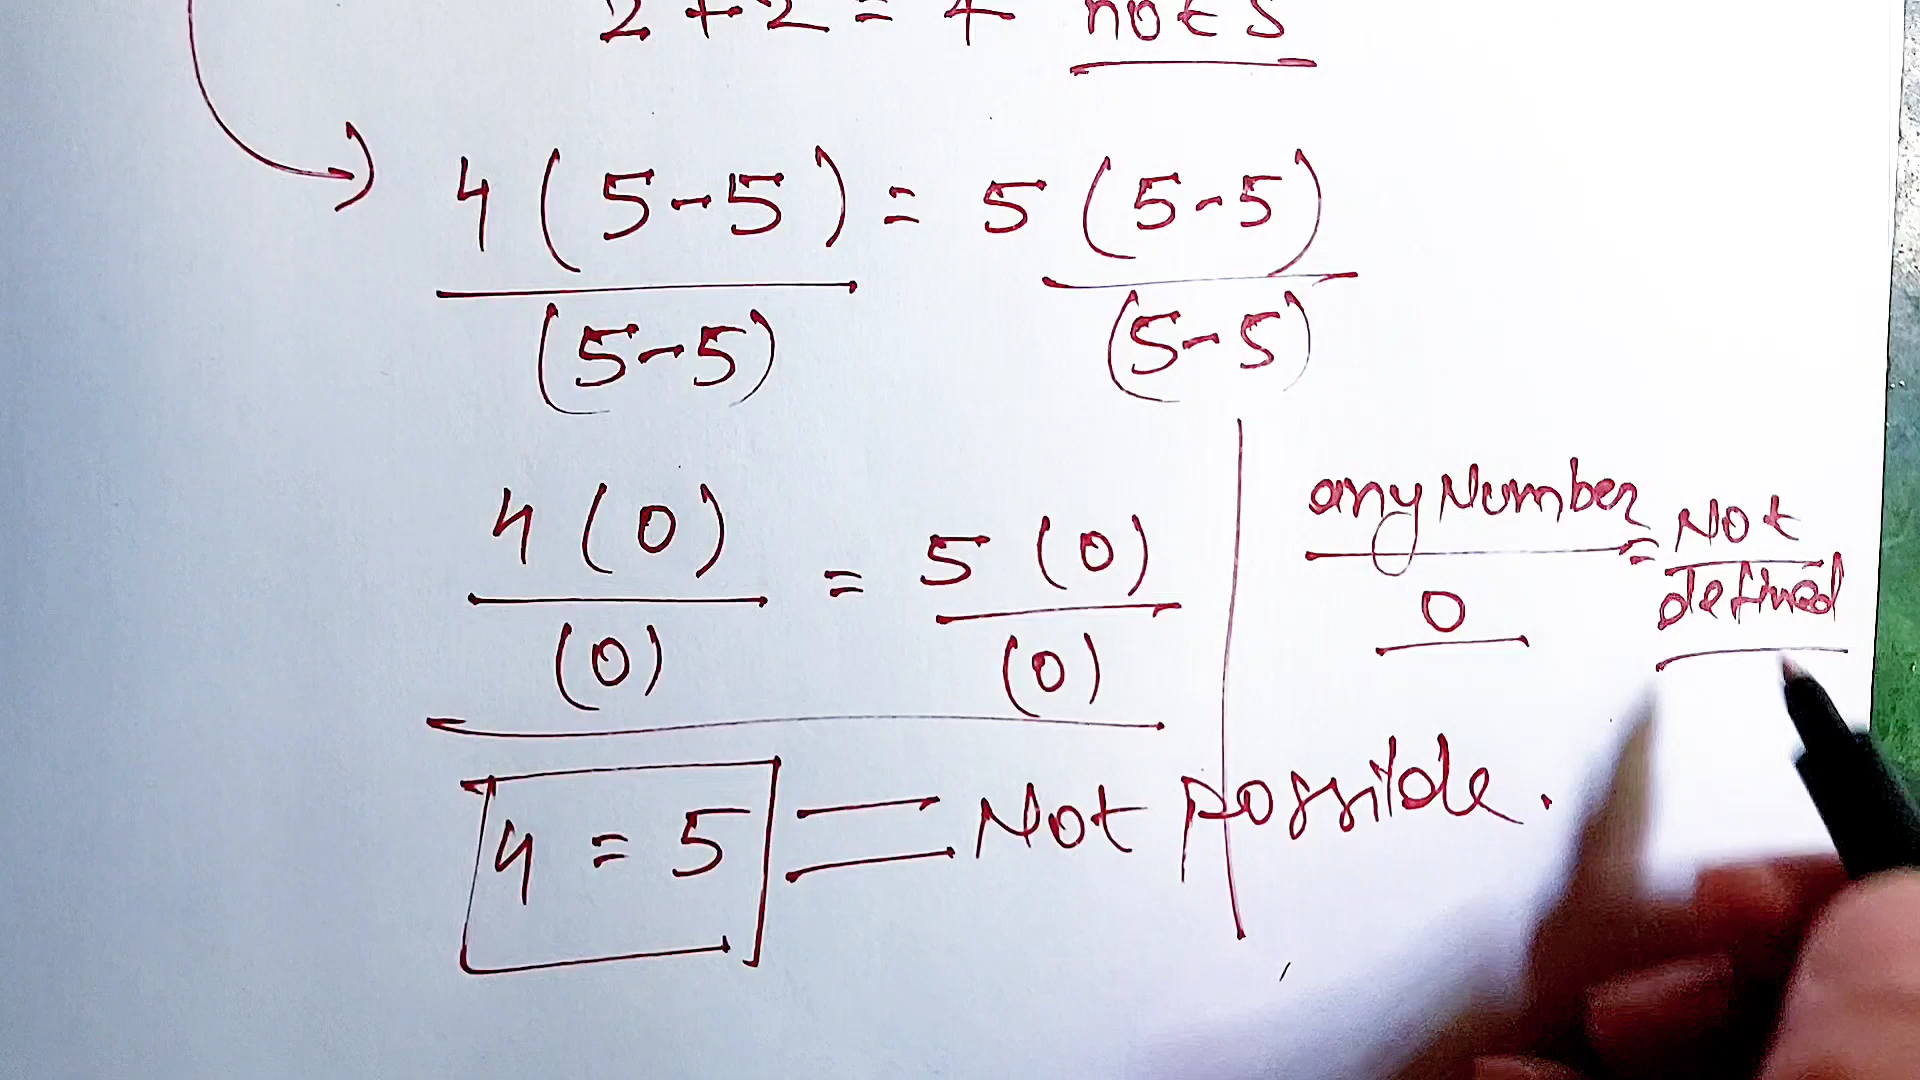 2 + 2 = 4 not 5
4 ( 5 - 5 ) = 5 ( 5 - 5 )
( 5 - 5 ) ( 5 - 5 )
4 ( 0 ) = 5 ( 0 )
( 0 ) ( 0 )
any Number = Not defined
0
4 = 5 = Not possible.